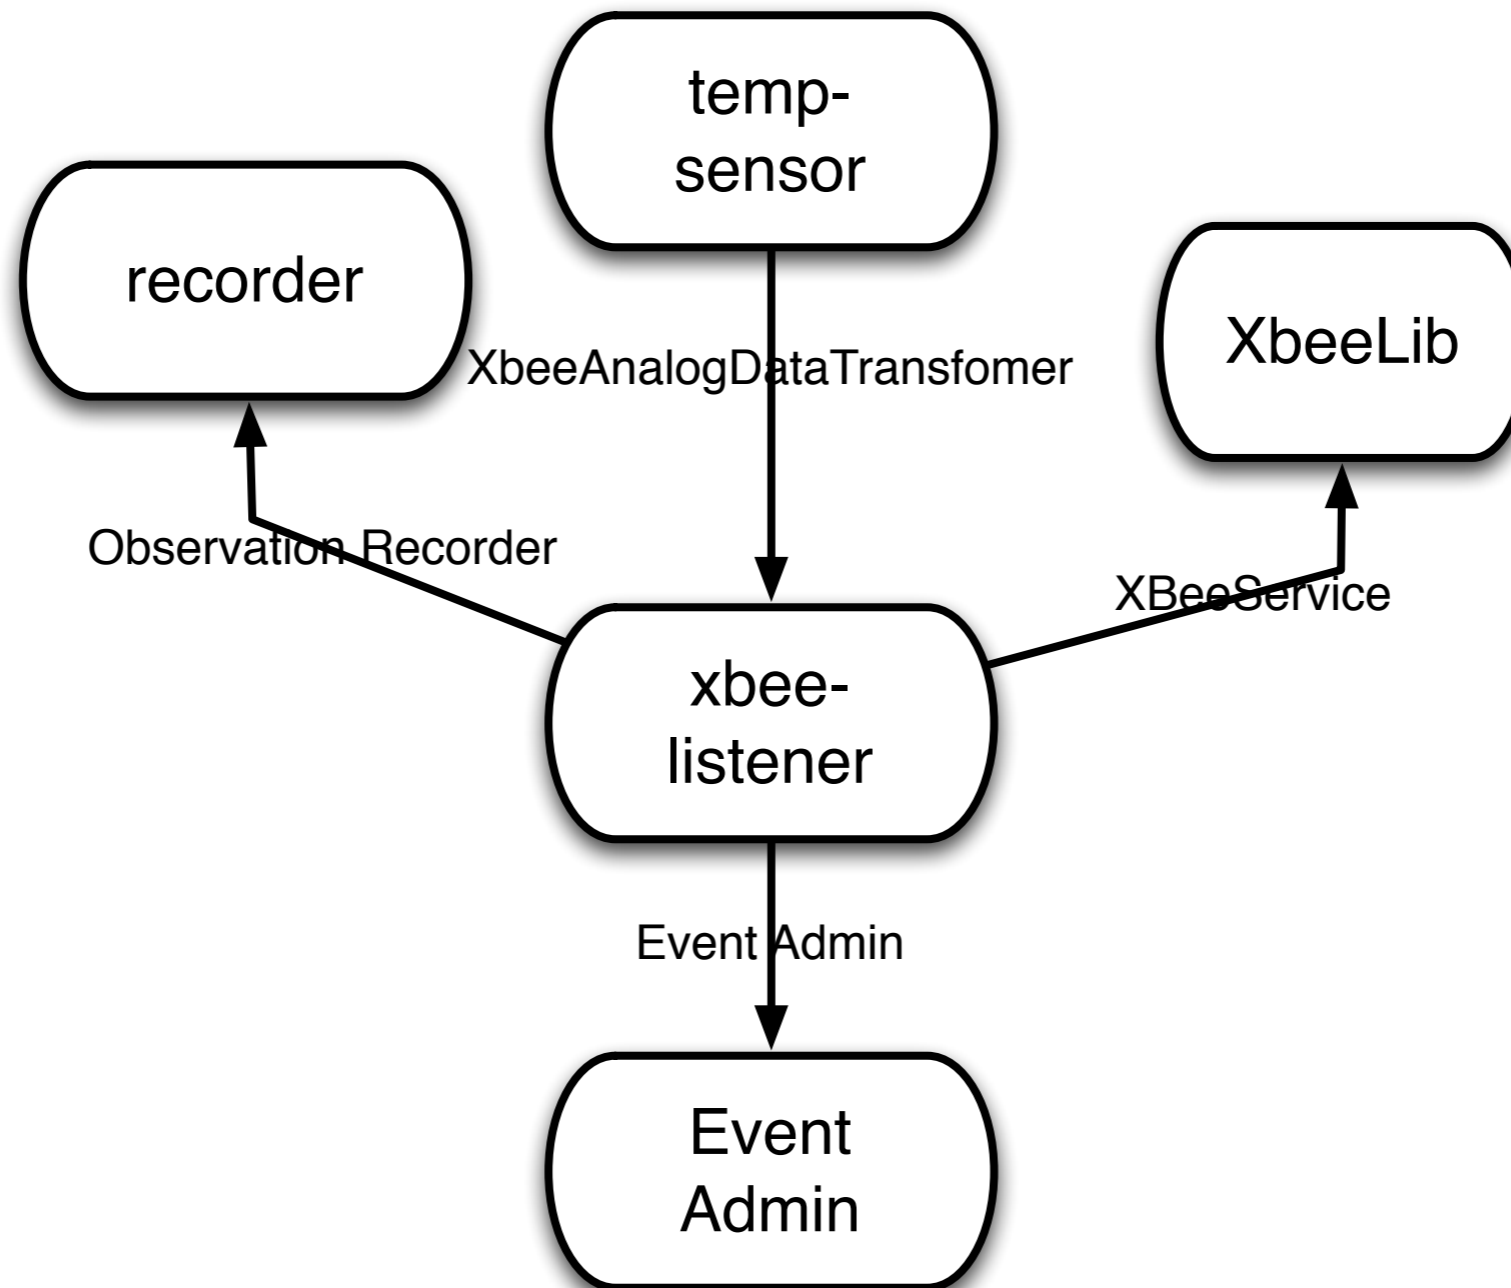 temp-
sensor
recorder
XbeeLib
XbeeAnalogDataTransfomer
Observation Recorder
XBeeService
xbee-
listener
Event Admin
Event
Admin